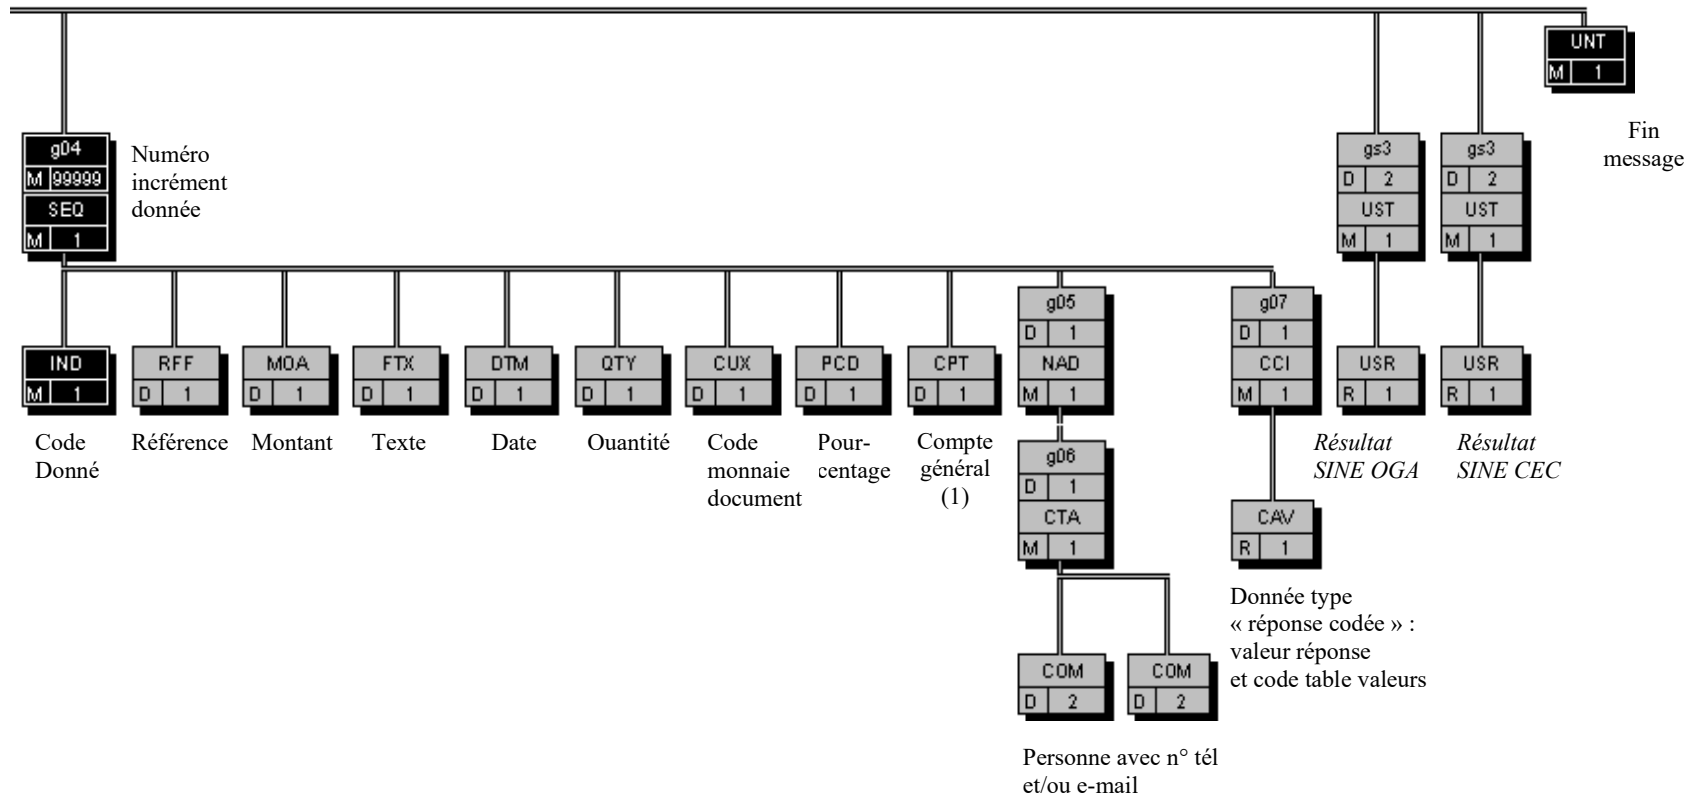 UNT
M 1
Fin
message
g04
M 99999
SEQ
M 1
Numéro
incrément
donnée
gs3
D 2
UST
M 1
gs3
D 2
UST
M 1
IND
M 1
Code
Donné
RFF
D 1
Référence
MOA
D 1
Montant
FTX
D 1
Texte
DTM
D 1
Date
QTY
D 1
Ouantité
CUX
D 1
Code
monnaie
document
PCD
D 1
Pour-
centage
CPT
D 1
Compte
général
(1)
g05
D 1
NAD
M 1
g06
D 1
CTA
M 1
COM
D 2
COM
D 2
Personne avec n° tél
et/ou e-mail
g07
D 1
CCI
M 1
CAV
R 1
Donnée type
« réponse codée » :
valeur réponse
et code table valeurs
USR
R 1
Résultat
SINE OGA
USR
R 1
Résultat
SINE CEC